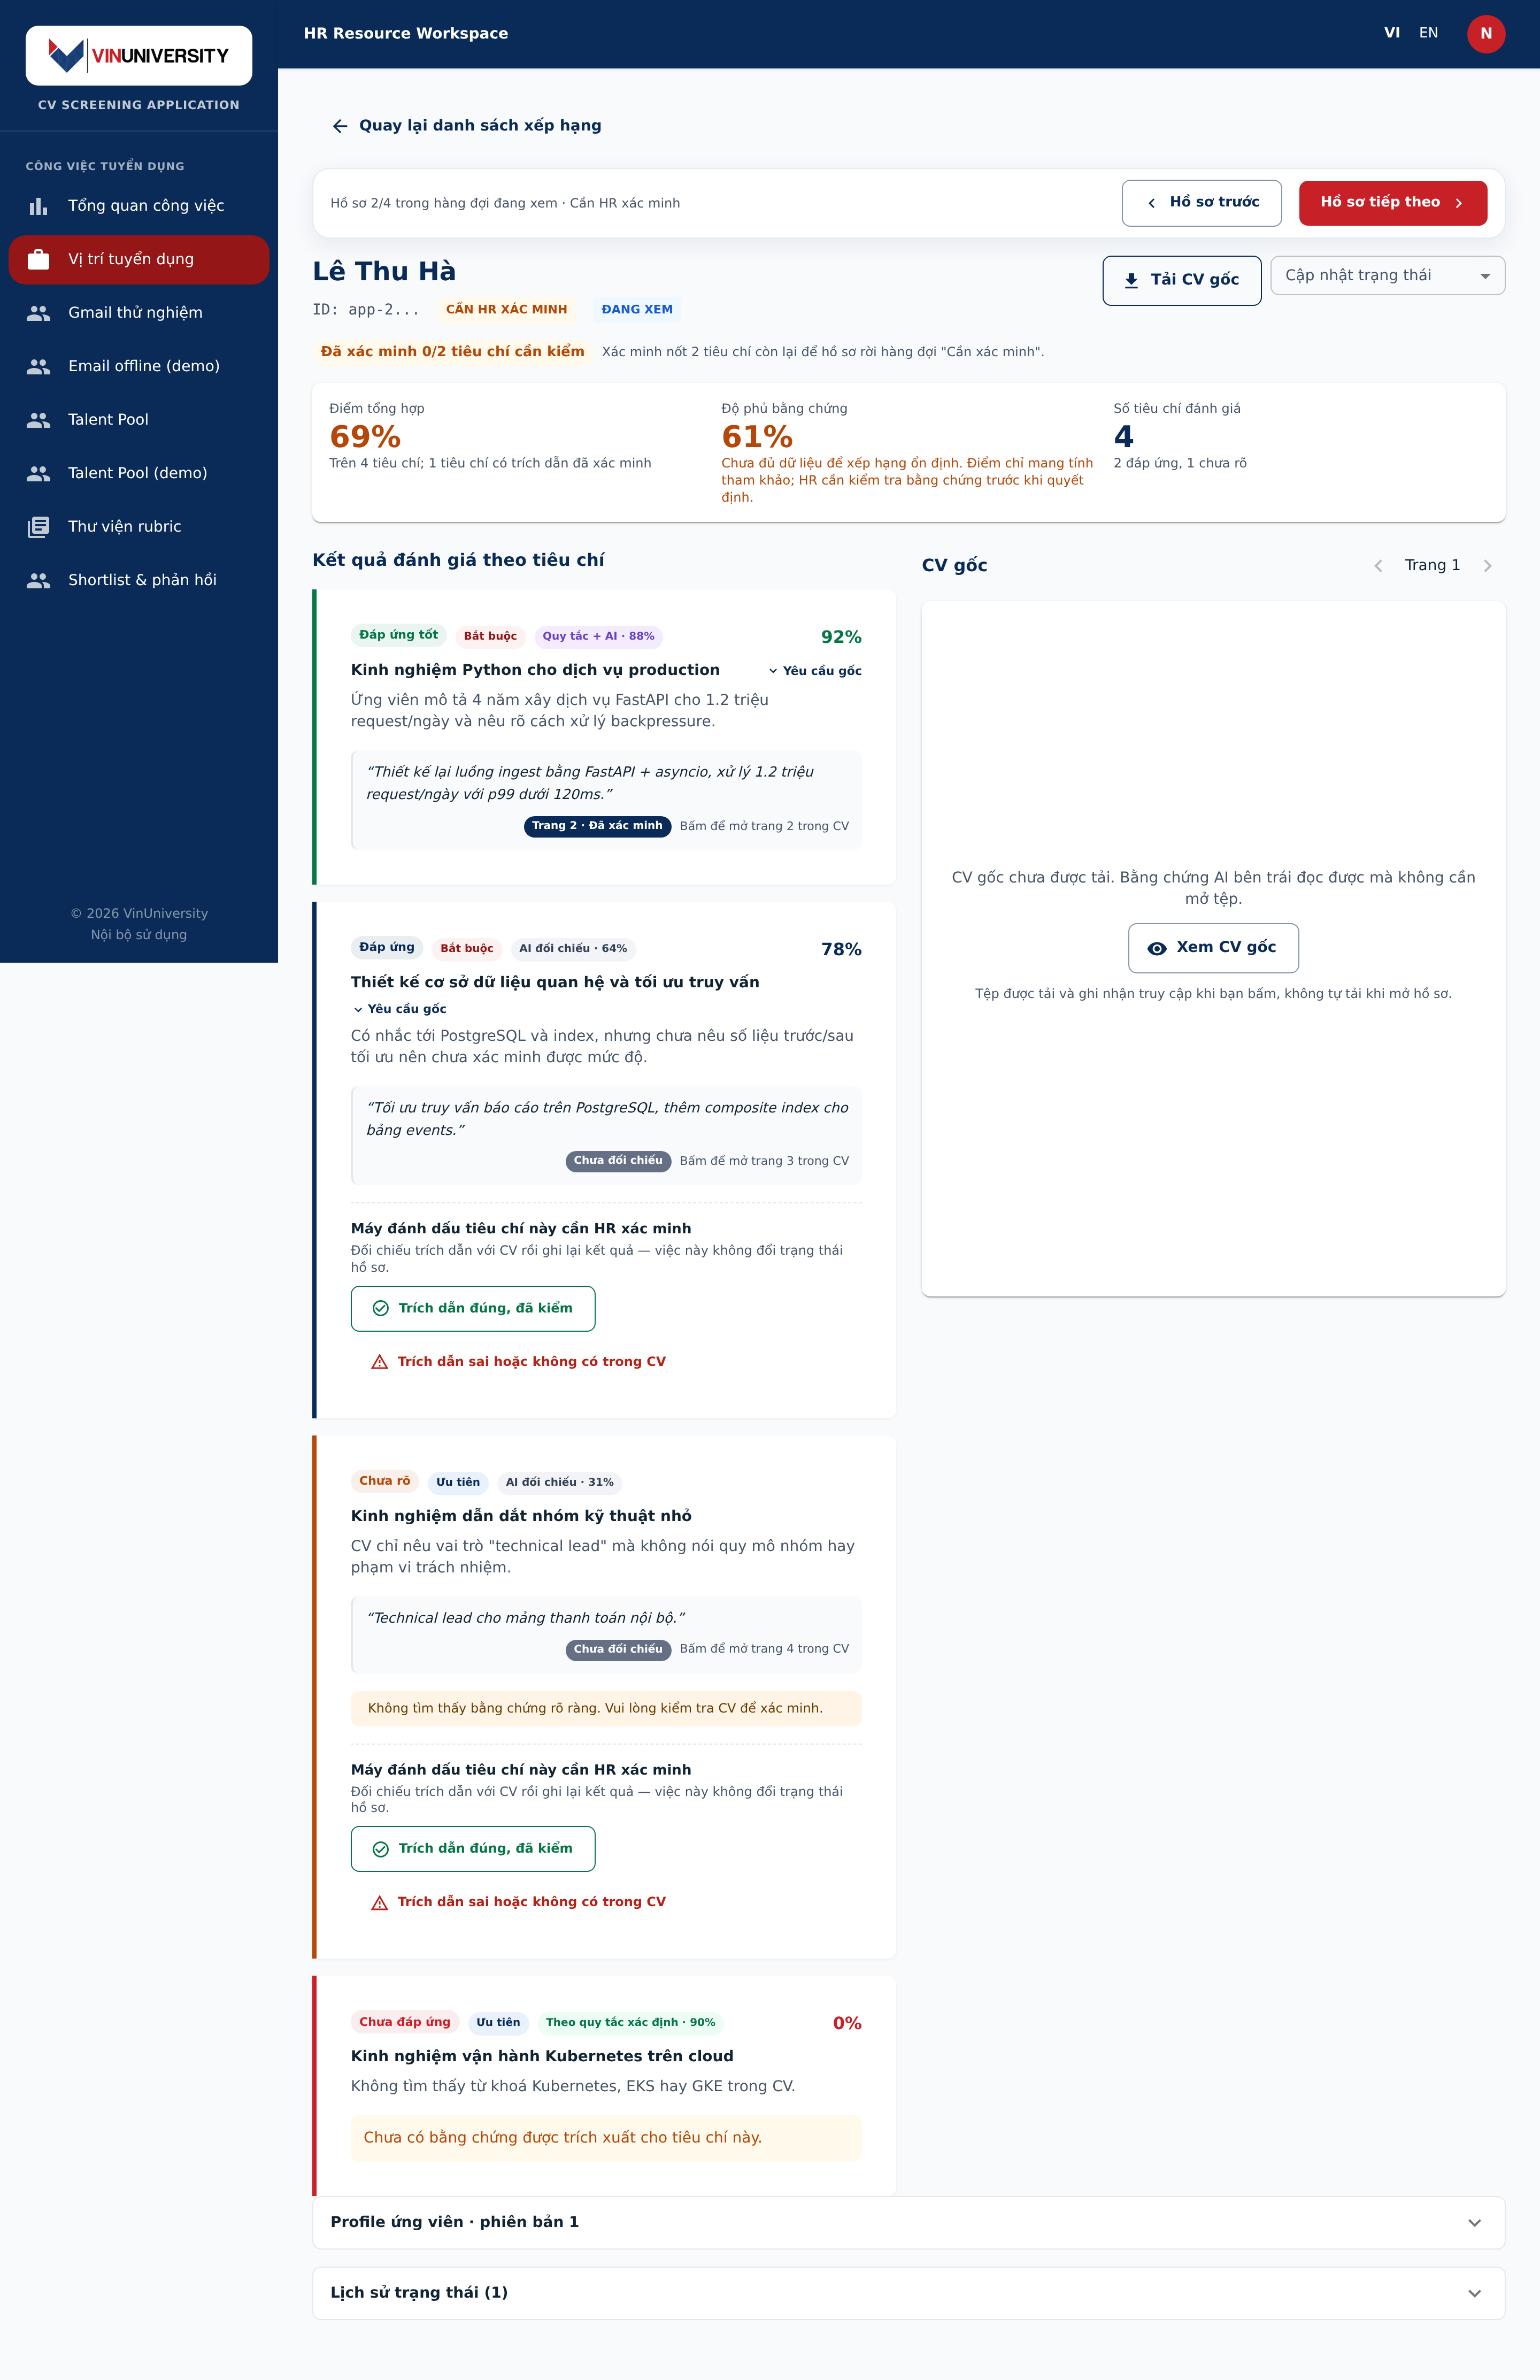 VINUNIVERSITY
CV SCREENING APPLICATION
CÔNG VIỆC TUYỂN DỤNG
Tổng quan công việc
Vị trí tuyển dụng
Gmail thử nghiệm
Email offline (demo)
Talent Pool
Talent Pool (demo)
Thư viện rubric
Shortlist & phản hồi
© 2026 VinUniversity
Nội bộ sử dụng
HR Resource Workspace
VI EN N
Quay lại danh sách xếp hạng
Hồ sơ 2/4 trong hàng đợi đang xem · Cần HR xác minh
Hồ sơ trước
Hồ sơ tiếp theo
Lê Thu Hà
Tải CV gốc
Cập nhật trạng thái
ID: app-2... CẦN HR XÁC MINH ĐANG XEM
Đã xác minh 0/2 tiêu chí cần kiểm Xác minh nốt 2 tiêu chí còn lại để hồ sơ rời hàng đợi "Cần xác minh".
Điểm tổng hợp
69%
Trên 4 tiêu chí; 1 tiêu chí có trích dẫn đã xác minh
Độ phủ bằng chứng
61%
Chưa đủ dữ liệu để xếp hạng ổn định. Điểm chỉ mang tính
tham khảo; HR cần kiểm tra bằng chứng trước khi quyết
định.
Số tiêu chí đánh giá
4
2 đáp ứng, 1 chưa rõ
Kết quả đánh giá theo tiêu chí
Đáp ứng tốt Bắt buộc Quy tắc + AI · 88% 92%
Kinh nghiệm Python cho dịch vụ production Yêu cầu gốc
Ứng viên mô tả 4 năm xây dịch vụ FastAPI cho 1.2 triệu
request/ngày và nêu rõ cách xử lý backpressure.
“Thiết kế lại luồng ingest bằng FastAPI + asyncio, xử lý 1.2 triệu
request/ngày với p99 dưới 120ms.”
Trang 2 · Đã xác minh Bấm để mở trang 2 trong CV
Đáp ứng Bắt buộc AI đối chiếu · 64% 78%
Thiết kế cơ sở dữ liệu quan hệ và tối ưu truy vấn
Yêu cầu gốc
Có nhắc tới PostgreSQL và index, nhưng chưa nêu số liệu trước/sau
tối ưu nên chưa xác minh được mức độ.
“Tối ưu truy vấn báo cáo trên PostgreSQL, thêm composite index cho
bảng events.”
Chưa đối chiếu Bấm để mở trang 3 trong CV
Máy đánh dấu tiêu chí này cần HR xác minh
Đối chiếu trích dẫn với CV rồi ghi lại kết quả — việc này không đổi trạng thái
hồ sơ.
Trích dẫn đúng, đã kiểm
Trích dẫn sai hoặc không có trong CV
Chưa rõ Ưu tiên AI đối chiếu · 31%
Kinh nghiệm dẫn dắt nhóm kỹ thuật nhỏ
CV chỉ nêu vai trò "technical lead" mà không nói quy mô nhóm hay
phạm vi trách nhiệm.
“Technical lead cho mảng thanh toán nội bộ.”
Chưa đối chiếu Bấm để mở trang 4 trong CV
Không tìm thấy bằng chứng rõ ràng. Vui lòng kiểm tra CV để xác minh.
Máy đánh dấu tiêu chí này cần HR xác minh
Đối chiếu trích dẫn với CV rồi ghi lại kết quả — việc này không đổi trạng thái
hồ sơ.
Trích dẫn đúng, đã kiểm
Trích dẫn sai hoặc không có trong CV
Chưa đáp ứng Ưu tiên Theo quy tắc xác định · 90% 0%
Kinh nghiệm vận hành Kubernetes trên cloud
Không tìm thấy từ khoá Kubernetes, EKS hay GKE trong CV.
Chưa có bằng chứng được trích xuất cho tiêu chí này.
CV gốc
Trang 1
CV gốc chưa được tải. Bằng chứng AI bên trái đọc được mà không cần
mở tệp.
Xem CV gốc
Tệp được tải và ghi nhận truy cập khi bạn bấm, không tự tải khi mở hồ sơ.
Profile ứng viên · phiên bản 1
Lịch sử trạng thái (1)